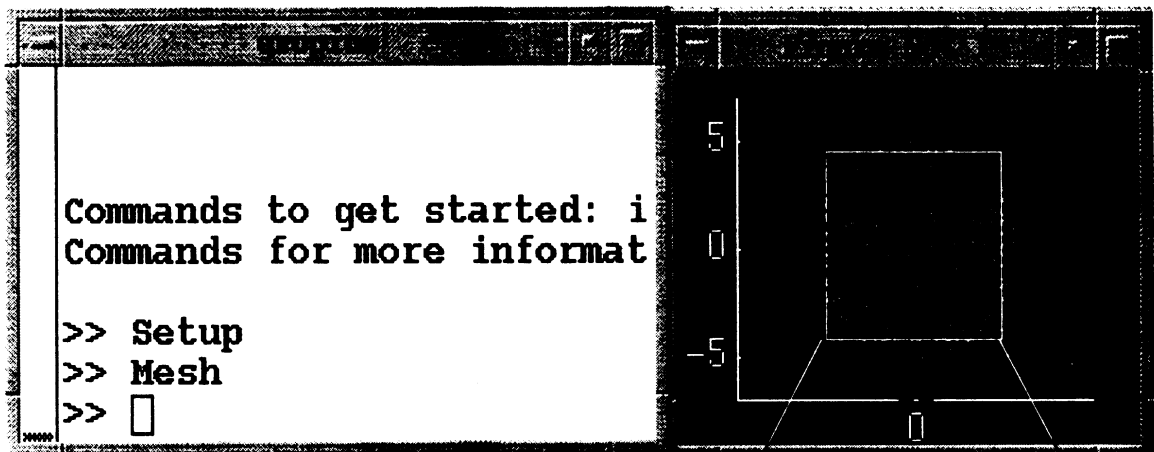 Commands to get started: i
Commands for more informat
>> Setup
>> Mesh
>>
5
0
-5
0